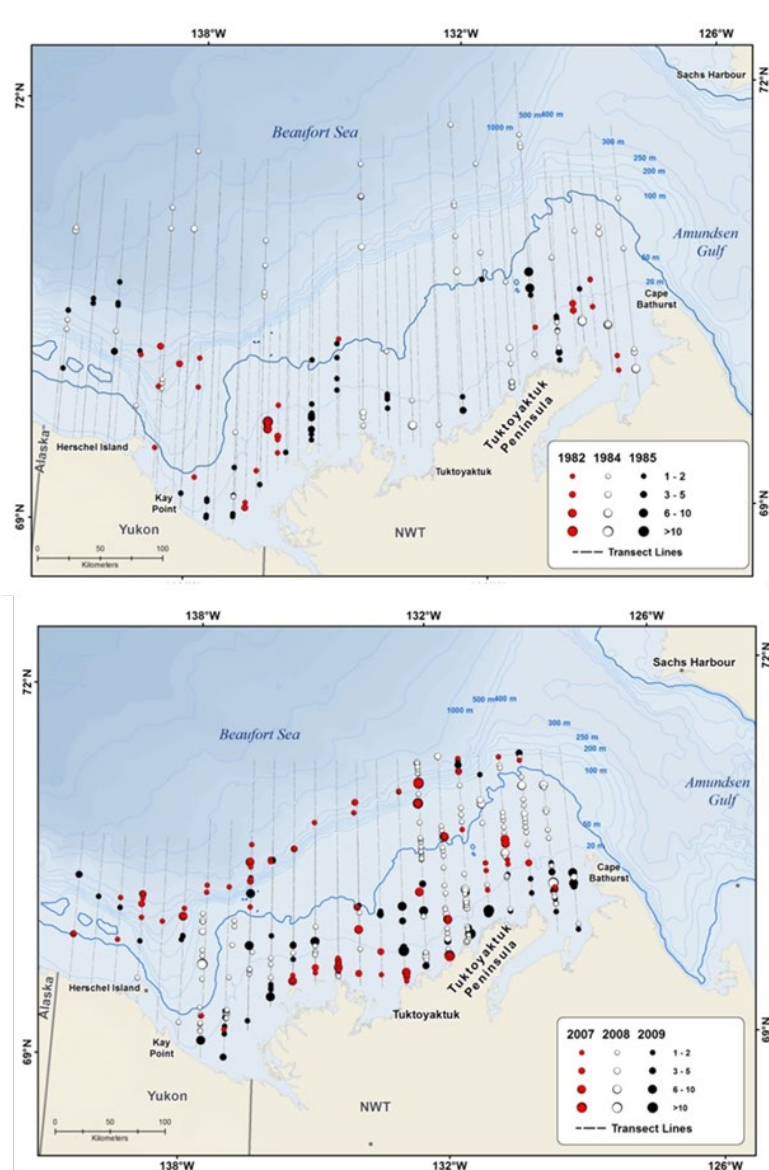 138°W 132°W 126°W
72°N
Sachs Harbour
72°N
500 m 400 m
1000 m
Beaufort Sea
300 m
250 m
200 m
100 m
Amundsen
Gulf
50 m
20 m
Cape
Bathurst
Tuktoyaktuk
Peninsula
Alaska
Herschel Island
Tuktoyaktuk
Kay
Point
69°N
Yukon
NWT
69°N
0 50 100
Kilometers
1982 1984 1985
1 - 2
3 - 5
6 - 10
>10
Transect Lines
138°W 132°W 126°W
72°N
Sachs Harbour
72°N
500 m 400 m
1000 m
Beaufort Sea
300 m
250 m
200 m
100 m
Amundsen
Gulf
50 m
20 m
Cape
Bathurst
Tuktoyaktuk
Peninsula
Alaska
Herschel Island
Tuktoyaktuk
Kay
Point
69°N
69°N
Yukon
NWT
0 50 100
Kilometers
2007 2008 2009
1 - 2
3 - 5
6 - 10
>10
Transect Lines
138°W 132°W 126°W